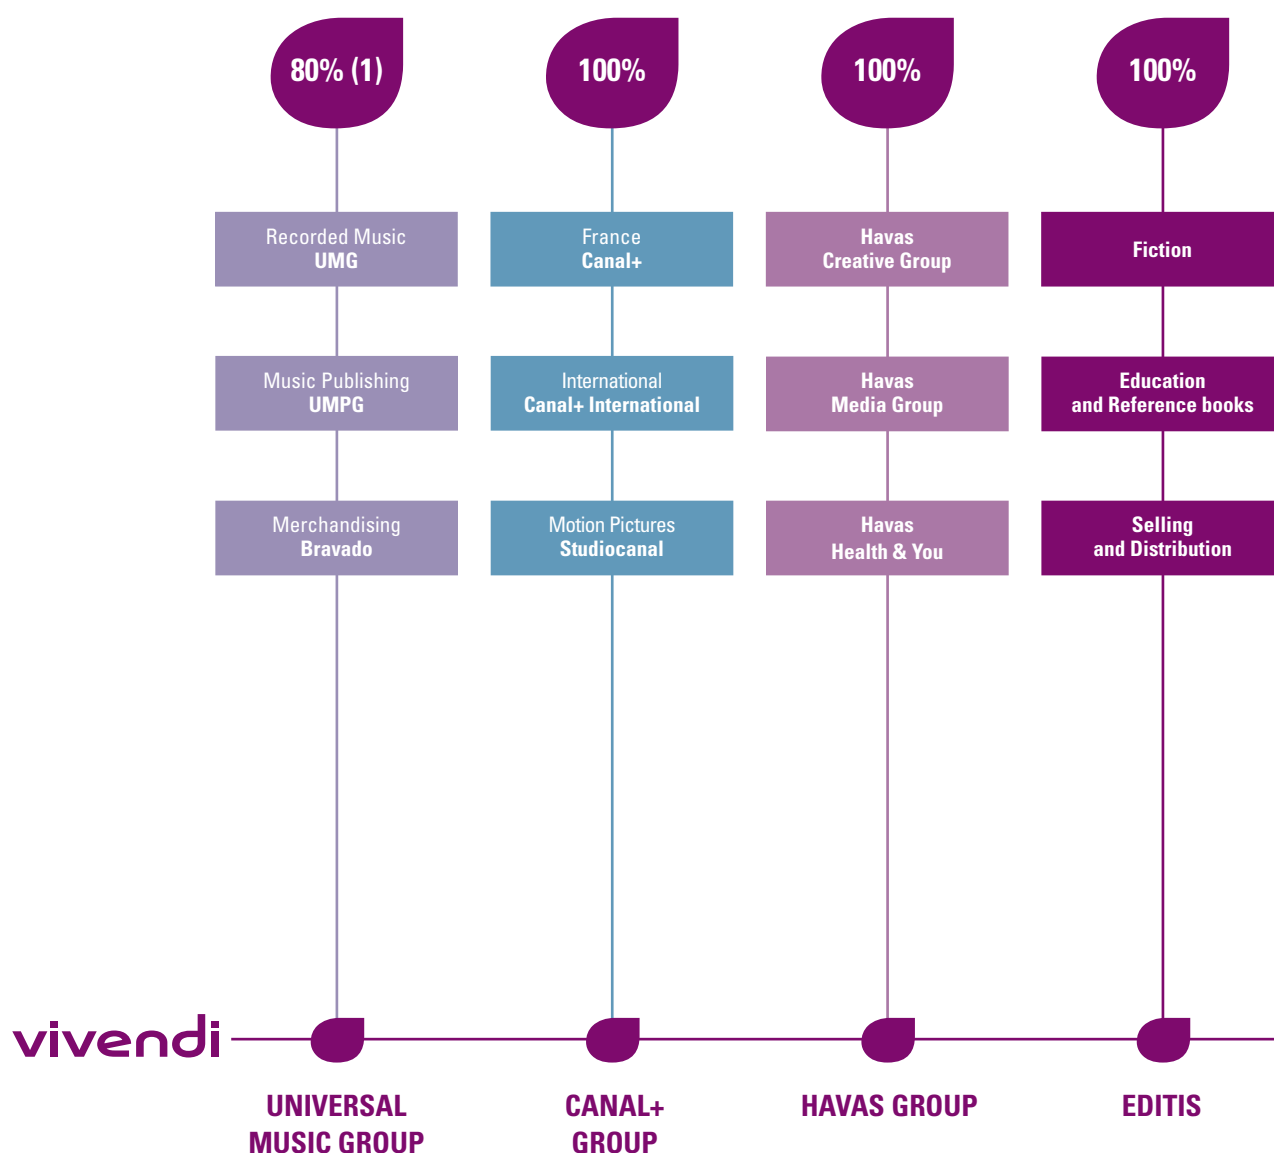 80% (1)
100%
100%
100%
Recorded Music
UMG
France
Canal+
Havas
Creative Group
Fiction
Music Publishing
UMPG
International
Canal+ International
Havas
Media Group
Education
and Reference books
Merchandising
Bravado
Motion Pictures
Studiocanal
Havas
Health & You
Selling
and Distribution
vivendi
UNIVERSAL
MUSIC GROUP
CANAL+
GROUP
HAVAS GROUP
EDITIS